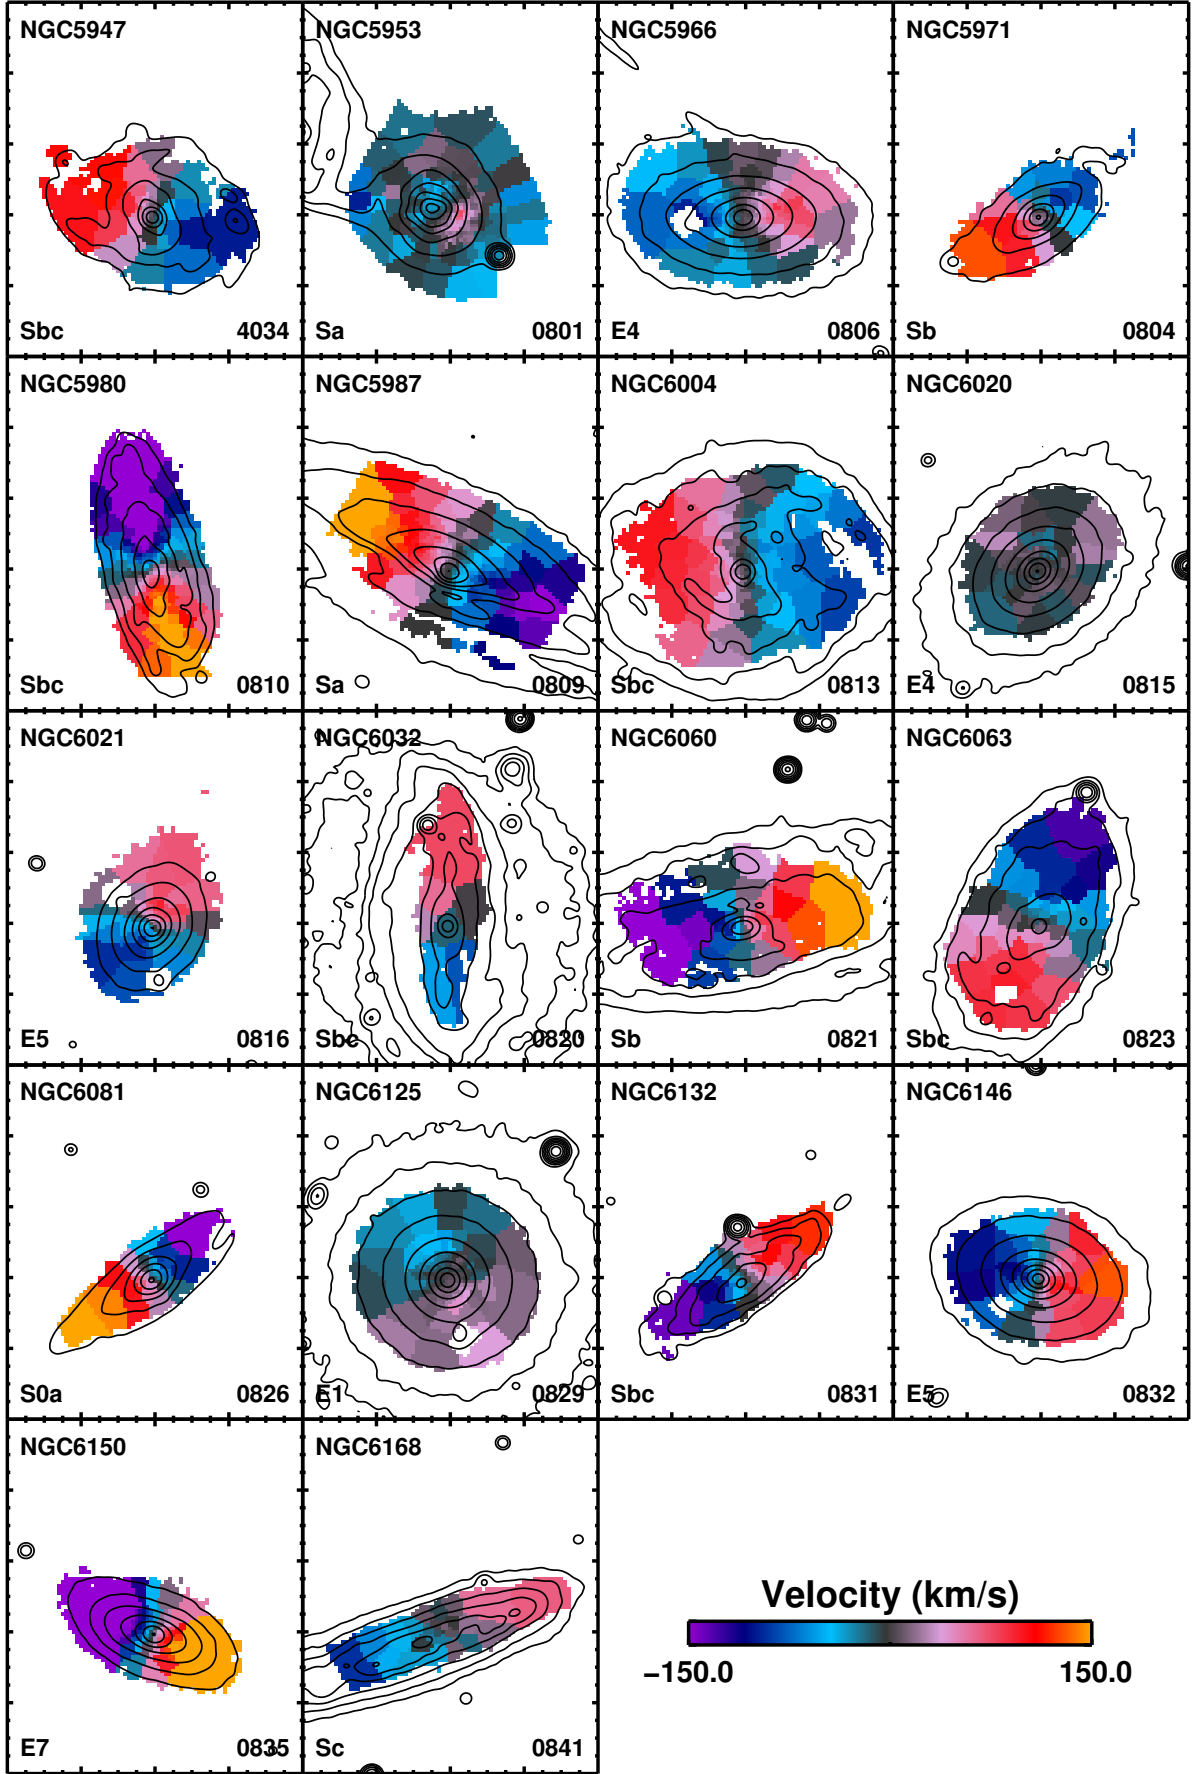 NGC5947 NGC5953 NGC5966 NGC5971
Sbc 4034 Sa 0801 E4 0806 Sb 0804
NGC5980 NGC5987 NGC6004 NGC6020
Sbc 0810 Sa 0809 Sbc 0813 E4 0815
NGC6021 NGC6032 NGC6060 NGC6063
E5 0816 Sbc 0820 Sb 0821 Sbc 0823
NGC6081 NGC6125 NGC6132 NGC6146
S0a 0826 E1 0829 Sbc 0831 E5 0832
NGC6150 NGC6168
Velocity (km/s)
−150.0 150.0
E7 0835 Sc 0841